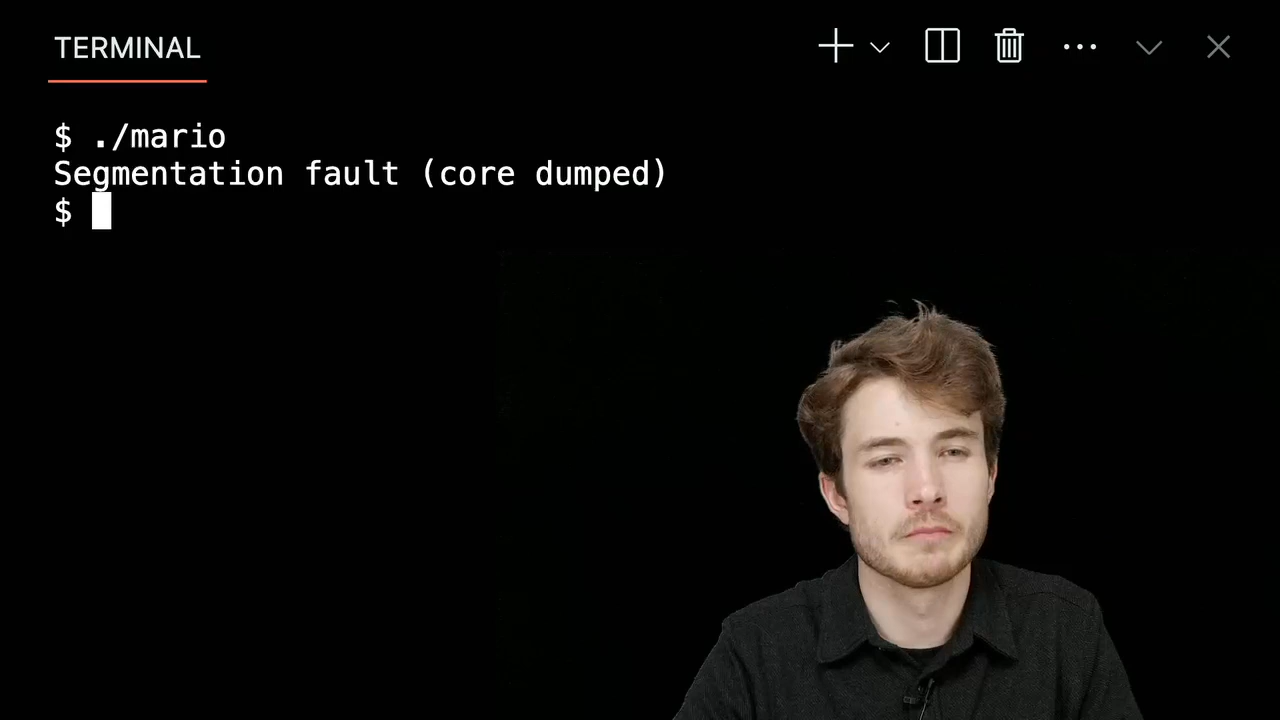 TERMINAL
$ ./mario
Segmentation fault (core dumped)
$